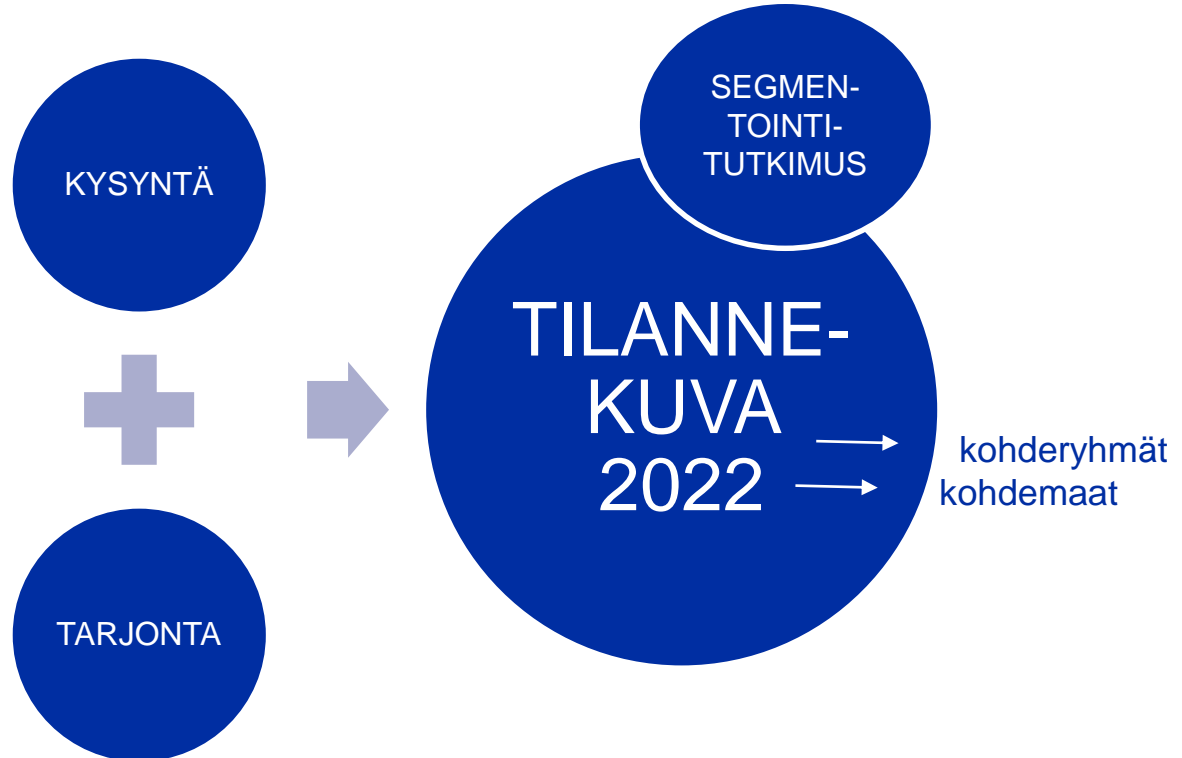 KYSYNTÄ
TARJONTA
SEGMEN-
TOINTI-
TUTKIMUS
TILANNE-
KUVA
2022
kohderyhmät
kohdemaat